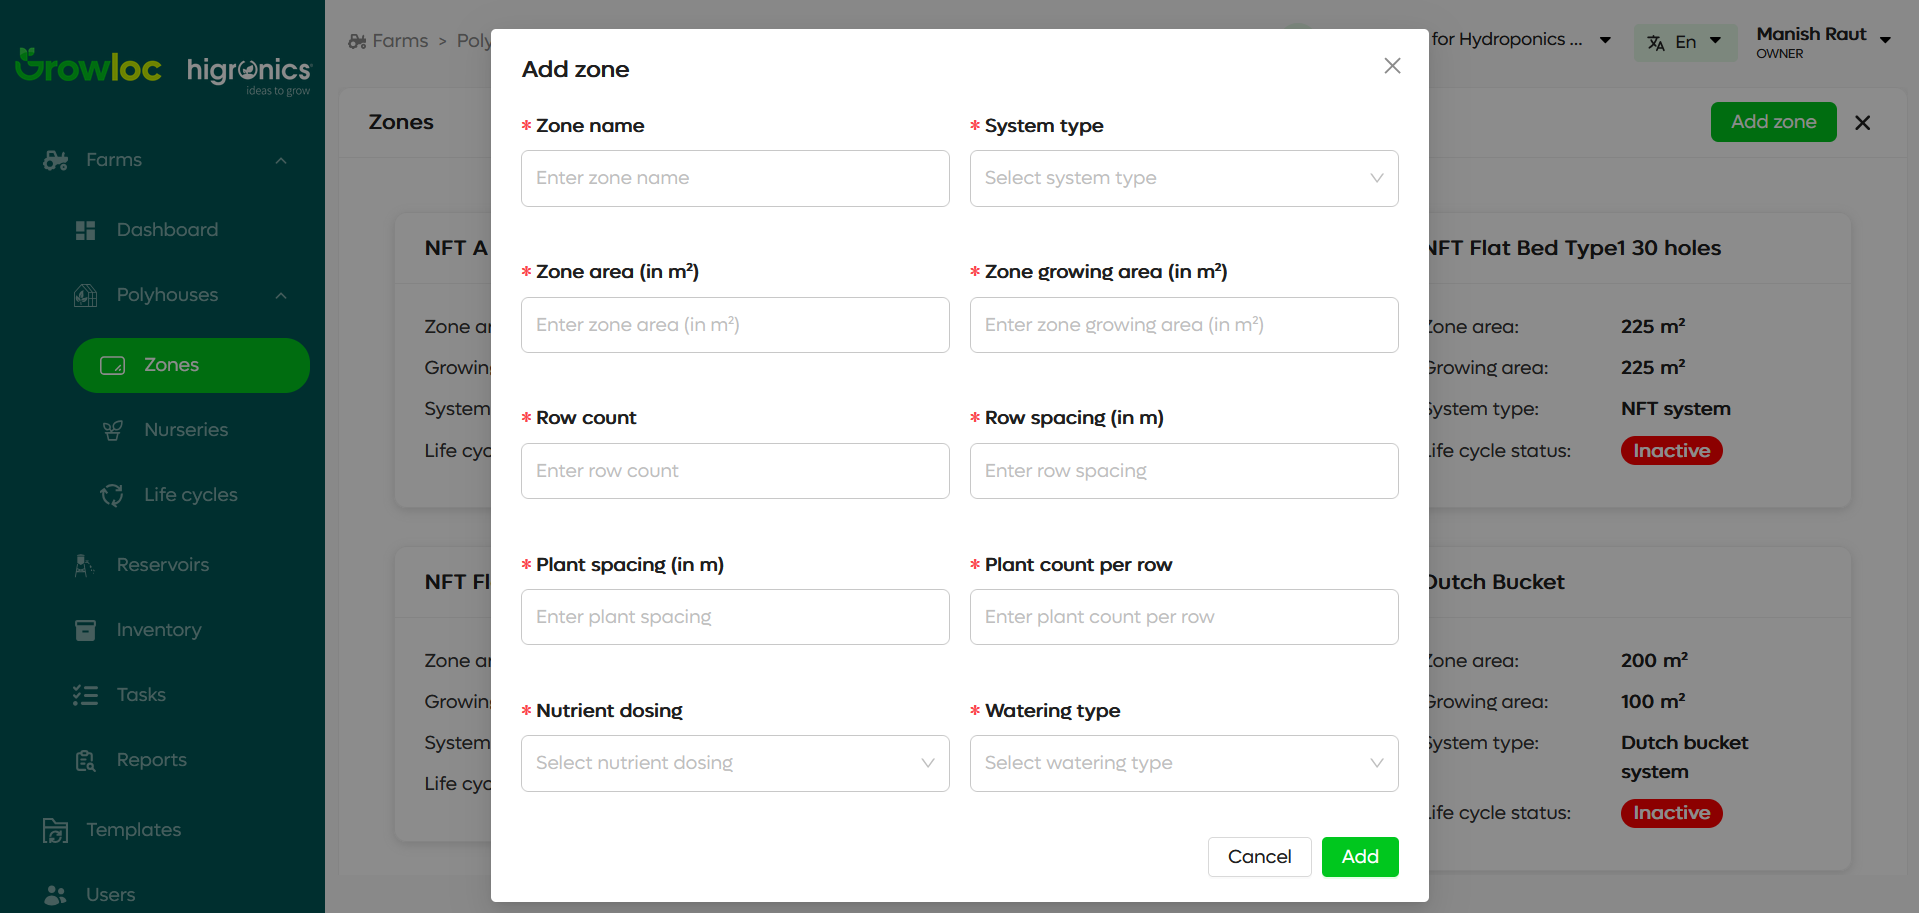 Growloc higronics
ideas to grow
Farms
Dashboard
Polyhouses
Zones
Nurseries
Life cycles
Reservoirs
Inventory
Tasks
Reports
Templates
Users
Farms > Poly
for Hydroponics ...
En
Manish Raut
OWNER
Zones
Add zone
NFT A
Zone ar
Growin
System
Life cyc
NFT Fl
Zone ar
Growin
System
Life cyc
Add zone
* Zone name
Enter zone name
* System type
Select system type
* Zone area (in m²)
Enter zone area (in m²)
* Zone growing area (in m²)
Enter zone growing area (in m²)
* Row count
Enter row count
* Row spacing (in m)
Enter row spacing
* Plant spacing (in m)
Enter plant spacing
* Plant count per row
Enter plant count per row
* Nutrient dosing
Select nutrient dosing
* Watering type
Select watering type
Cancel
Add
NFT Flat Bed Type1 30 holes
Zone area: 225 m²
Growing area: 225 m²
System type: NFT system
Life cycle status: Inactive
Dutch Bucket
Zone area: 200 m²
Growing area: 100 m²
System type: Dutch bucket
system
Life cycle status: Inactive